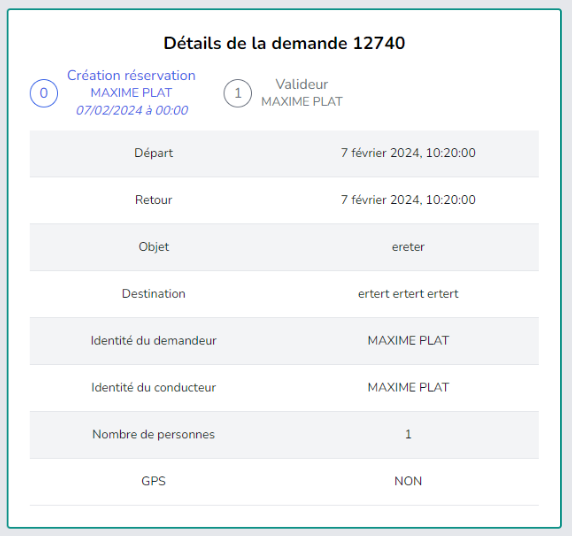 Détails de la demande 12740
0
Création réservation
MAXIME PLAT
07/02/2024 à 00:00
1
Valideur
MAXIME PLAT
Départ 7 février 2024, 10:20:00
Retour 7 février 2024, 10:20:00
Objet ereter
Destination ertert ertert ertert
Identité du demandeur MAXIME PLAT
Identité du conducteur MAXIME PLAT
Nombre de personnes 1
GPS NON